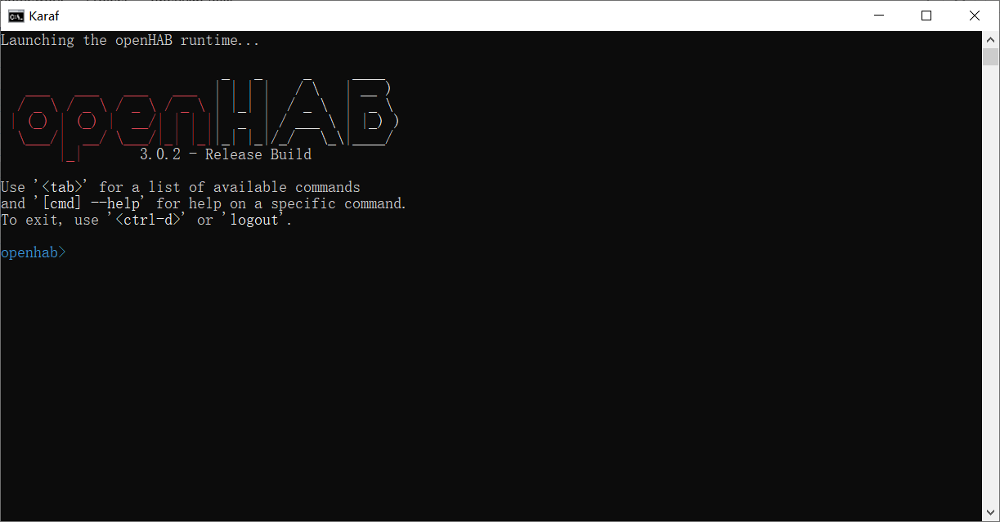 Karaf
Launching the openHAB runtime...
openHAB
3.0.2 - Release Build
Use '<tab>' for a list of available commands
and '[cmd] --help' for help on a specific command.
To exit, use '<ctrl-d>' or 'logout'.
openhab>